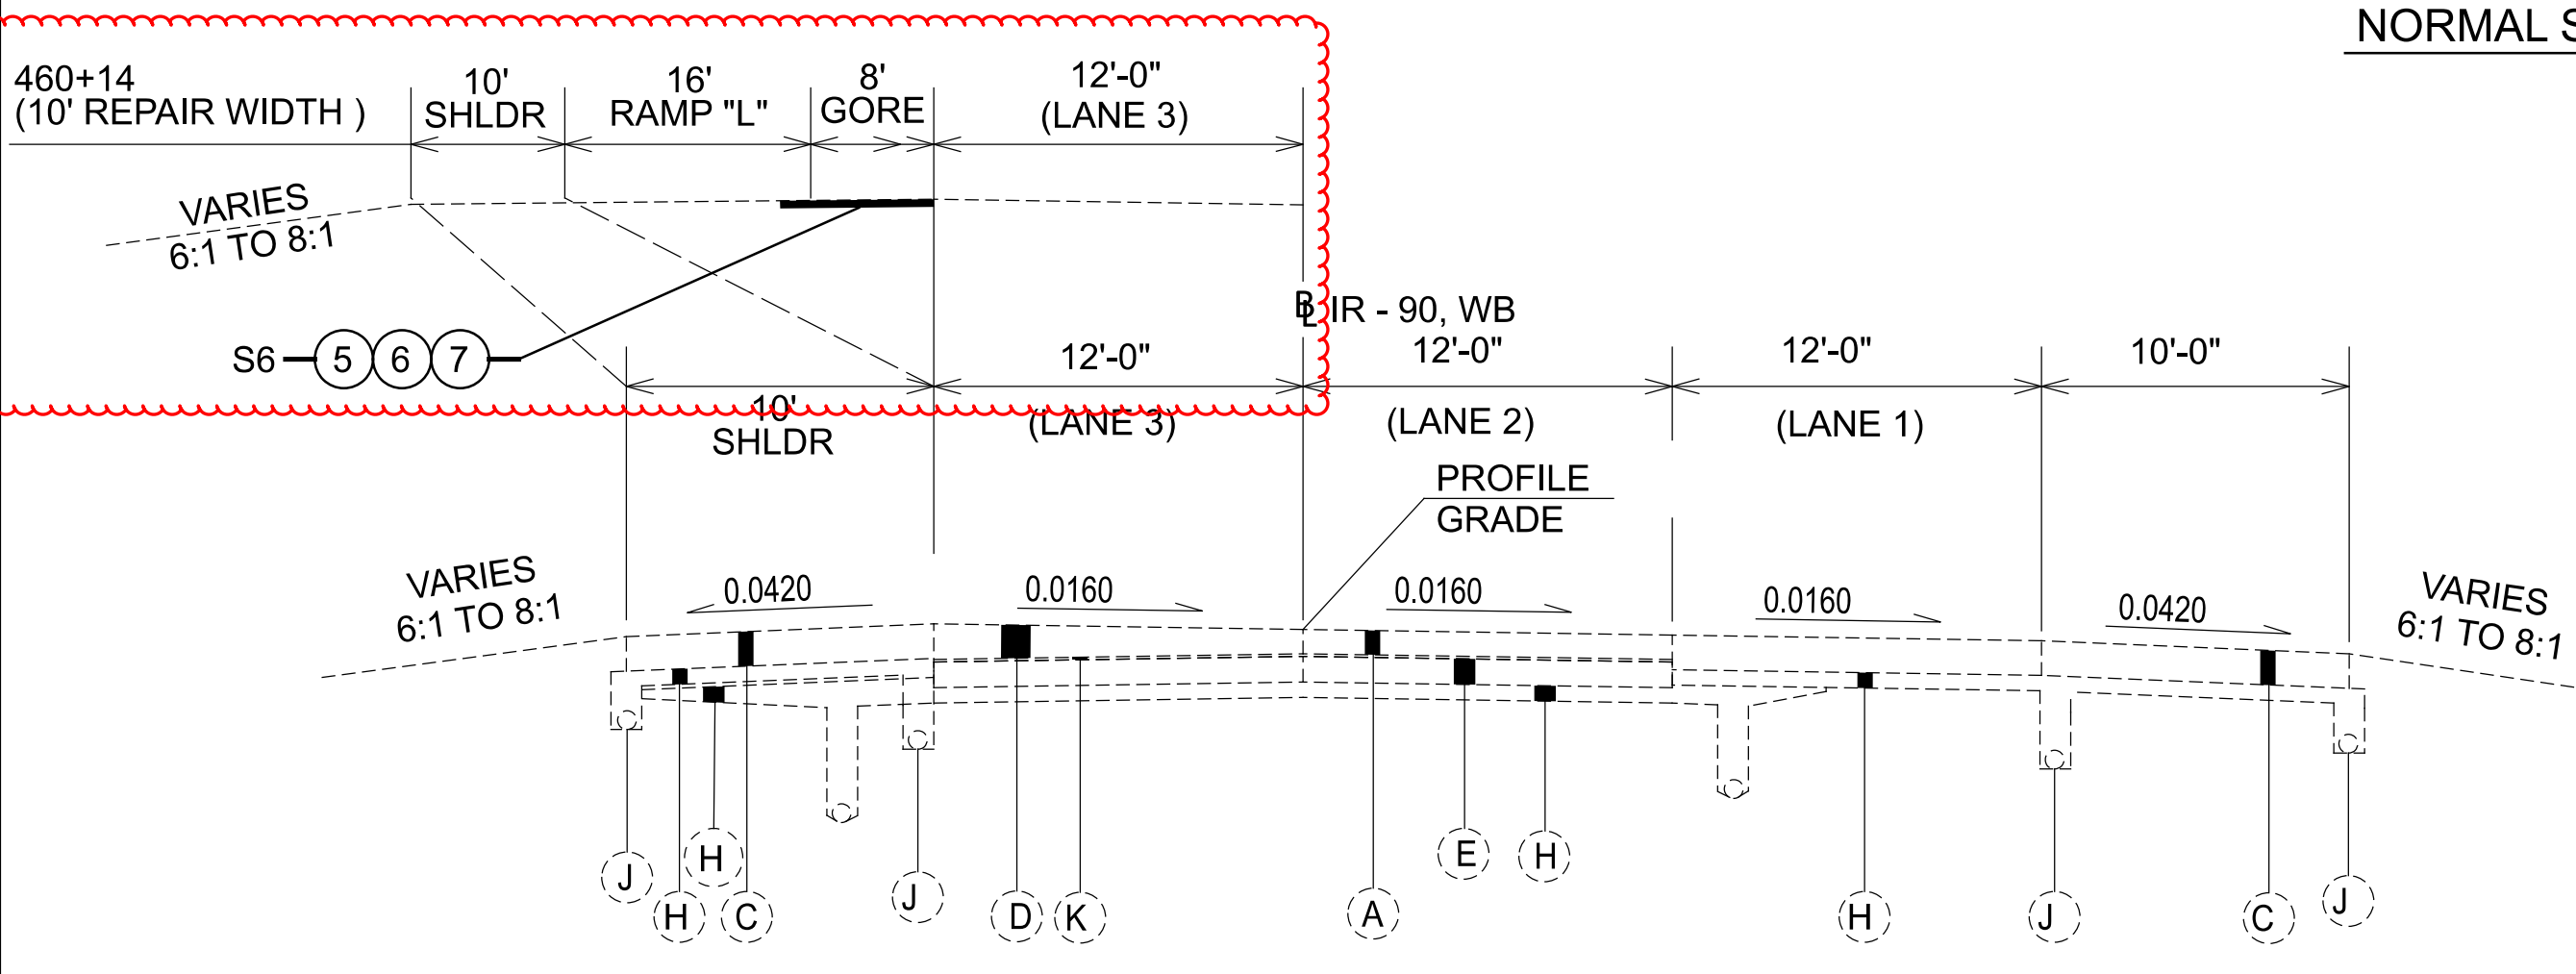 NORMAL S
460+14
(10' REPAIR WIDTH )
10'
SHLDR
16'
RAMP "L"
8'
GORE
12'-0"
(LANE 3)
VARIES
6:1 TO 8:1
S6
5
6
7
BL IR - 90, WB
10'
SHLDR
12'-0"
(LANE 3)
12'-0"
(LANE 2)
12'-0"
(LANE 1)
10'-0"
PROFILE
GRADE
VARIES
6:1 TO 8:1
0.0420
0.0160
0.0160
0.0160
0.0420
VARIES
6:1 TO 8:1
J
H
H
C
J
D
K
A
E
H
H
J
C
J